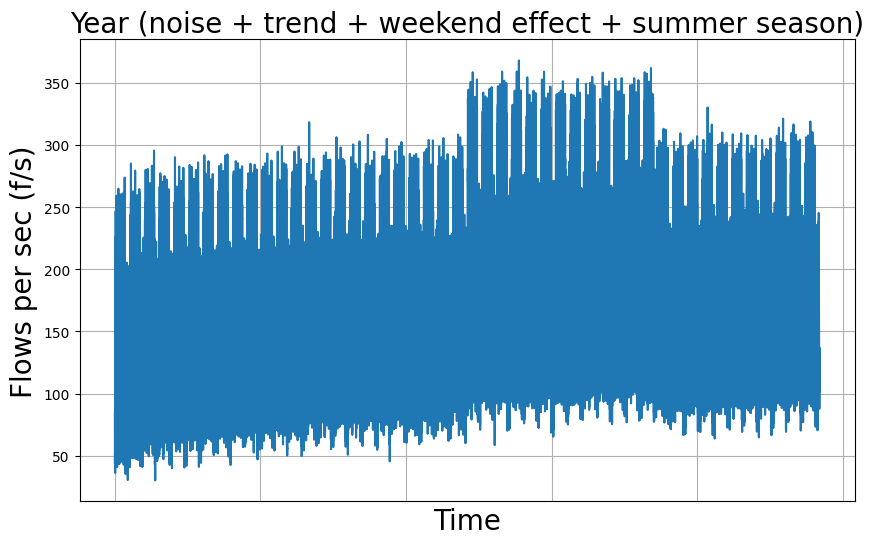 Year (noise + trend + weekend effect + summer season)
Flows per sec (f/s)
350
300
250
200
150
100
50
Time